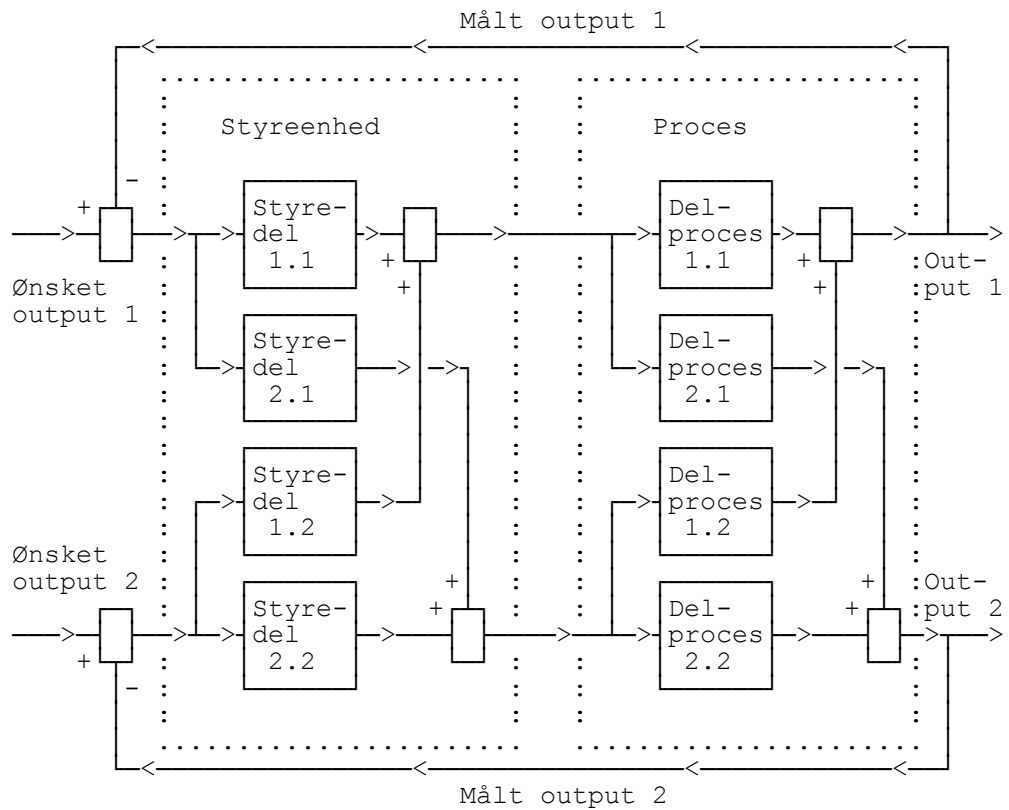 Målt output 1
Styreenhed
Proces
-
+
Styre-
del
1.1
+
+
Del-
proces
1.1
+
+
Ønsket
output 1
Out-
put 1
Styre-
del
2.1
Del-
proces
2.1
Styre-
del
1.2
Del-
proces
1.2
Ønsket
output 2
+
+
+
+
Out-
put 2
Styre-
del
2.2
Del-
proces
2.2
+
-
Målt output 2